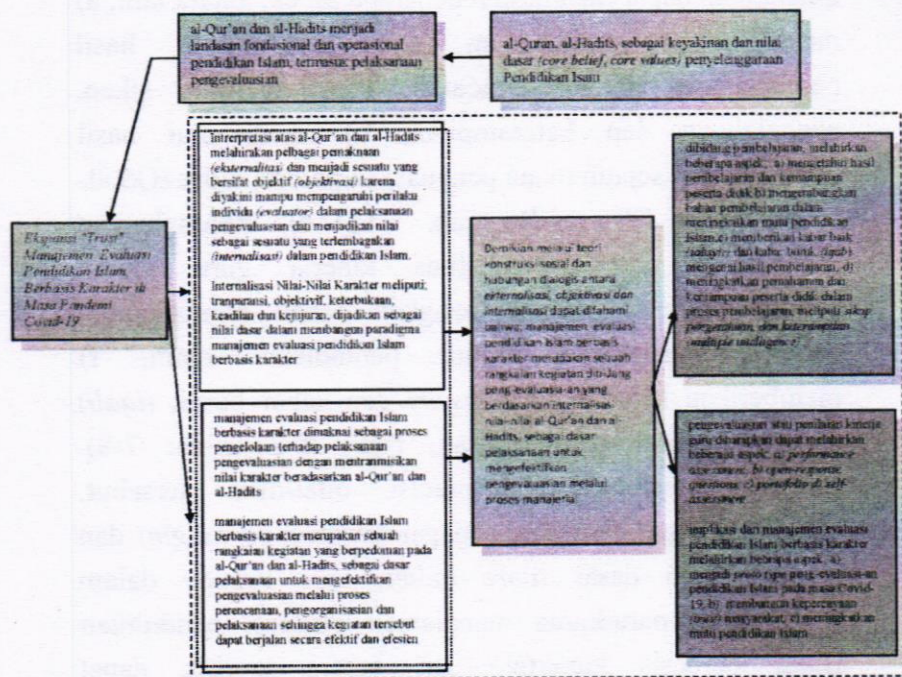 al-Qur'an dan al-Hadits menjadi
landasan fondasional dan operasional
pendidikan Islam, termasuk pelaksanaan
pengevaluasian
al-Quran, al-Hadits, sebagai keyakinan dan nilai
dasar (core belief, core values) penyelenggaraan
Pendidikan Islam
Ekspansi "Trust"
Manajemen Evaluasi
Pendidikan Islam,
Berbasis Karakter di
Masa Pandemi
Covid-19
Intrepretasi atas al-Qur'an dan al-Hadits
melahirakan pelbagai pemaknaan
(eksternalitas) dan menjadi sesuatu yang
bersifat objektif (objektivasi) karena
diyakini mampu mempengaruhi perilaku
individu (evaluator) dalam pelaksanaan
pengevaluasian dan menjadikan nilai
sebagai sesuatu yang terlembagakan
(internalisasi) dalam pendidikan Islam.
Internalisasi Nilai-Nilai Karakter meliputi;
tranparansi, objektivif, keterbukaan,
keadilan dan kejujuran, dijadikan sebagai
nilai dasar dalam membangun paradigma
manajemen evaluasi pendidikan Islam
berbasis karakter
manajemen evaluasi pendidikan Islam
berbasis karakter dimaknai sebagai proses
pengelolaan terhadap pelaksanaan
pengevaluasian dengan mentranmisikan
nilai karakter beradasarkan al-Qur'an dan
al-Hadits
manajemen evaluasi pendidikan Islam
berbasis karakter merupakan sebuah
rangkaian kegiatan yang berpedoman pada
al-Qur'an dan al-Hadits, sebagai dasar
pelaksanaan untuk mengefektifkan
pengevaluasian melalui proses
perencanaan, pengorganisasian dan
pelaksanaan sehingga kegiatan tersebut
dapat berjalan secara efektif dan efesien
Demikian melalui teori
konstruksi sosial dan
hubungan dialogis antara
eksternalisasi, objektivasi dan
internalisasi dapat difahami
bahwa; manajemen evaluasi
pendidikan Islam berbasis
karakter merupakan sebuah
rangkaian kegiatan dibidang
pengevaluasia-an yang
berdasarkan internalisasi
nilai-nilai al-Qur'an dan al-
Hadits, sebagai dasar
pelaksanaan untuk
mengefektifkan
pengevaluasian melalui
proses manajerial
dibidang pembelajaran, melahirkan
beberapa aspek; a) mengetahui hasil
pembelajaran dan kemampuan
peserta didik b)
bahan pembelajaran dalam
meningkatkan mutu pendidikan
Islam c) memberikan kabar baik
dan kabar buruk
mengenai hasil pembelajaran, d)
meningkatkan pemahaman dan
kemampuan peserta didik dalam
proses pembelajaran, meliputi sikap
pengetahuan, dan keterampilan
(multiple intelligence)
pengevaluasian atau penilaian kinerja
guru diharapkan dapat melahirkan
beberapa aspek; a) performance
assessment, b) open-response
questions, c) portofolio d) self-
assessment
implikasi dari manajemen evaluasi
pendidikan Islam berbasis karakter
melahirkan beberapa aspek; a)
menjadi proto tipe peng-evaluasi-an
pendidikan Islam pada masa Covid-
19, b) membangun kepercayaan
(trust) masyarakat, c) meningkatkan
mutu pendidikan Islam